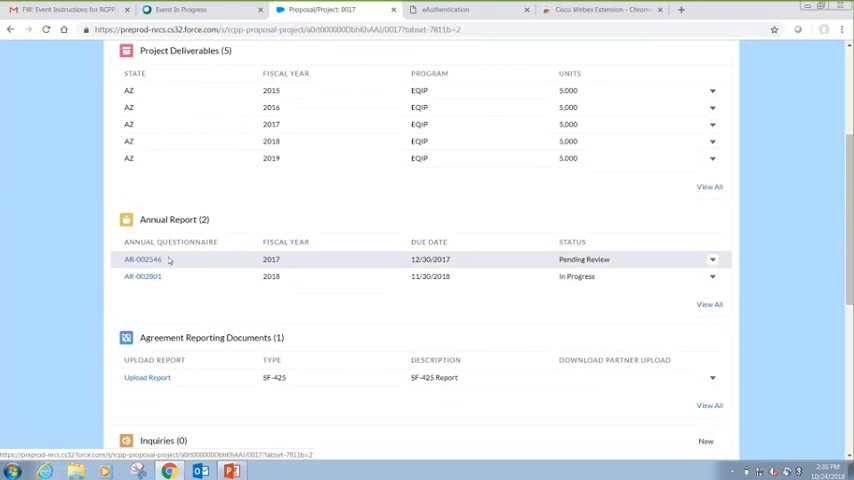 FW: Event Instructions for RCPP
Event In Progress
Proposal/Project: 0017
eAuthentication
Cisco Webex Extension - Chrom
https://preprod-nrcs.cs32.force.com/s/rcpp-proposal-project/a0rt000000DbhKhAAJ/0017?tabset-7811b=2
Project Deliverables (5)
STATE FISCAL YEAR PROGRAM UNITS
AZ 2015 EQIP 5,000
AZ 2016 EQIP 5,000
AZ 2017 EQIP 5,000
AZ 2018 EQIP 5,000
AZ 2019 EQIP 5,000
View All
Annual Report (2)
ANNUAL QUESTIONNAIRE FISCAL YEAR DUE DATE STATUS
AR-002546 2017 12/30/2017 Pending Review
AR-002801 2018 11/30/2018 In Progress
View All
Agreement Reporting Documents (1)
UPLOAD REPORT TYPE DESCRIPTION DOWNLOAD PARTNER UPLOAD
Upload Report SF-425 SF-425 Report
View All
Inquiries (0) New
https://preprod-nrcs.cs32.force.com/s/rcpp-proposal-project/a0rt000000DbhKhAAJ/0017?tabset-7811b=2
2:36 PM
10/24/2018